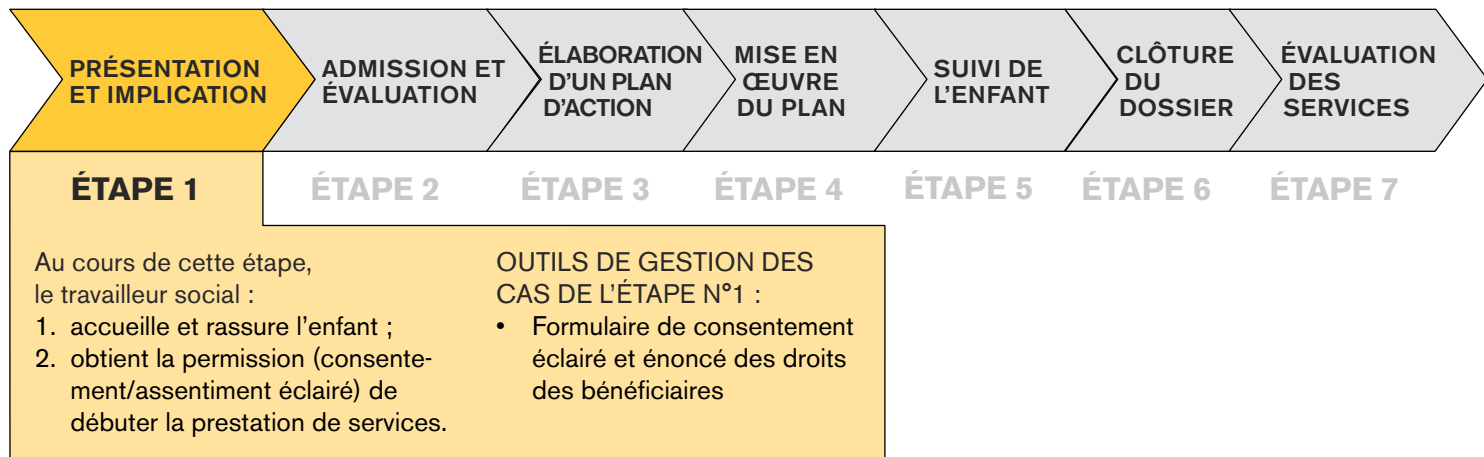 PRÉSENTATION
ET IMPLICATION
ADMISSION ET
ÉVALUATION
ÉLABORATION
D'UN PLAN
D'ACTION
MISE EN
ŒUVRE
DU PLAN
SUIVI DE
L'ENFANT
CLÔTURE
DU
DOSSIER
ÉVALUATION
DES
SERVICES
ÉTAPE 1
ÉTAPE 2
ÉTAPE 3
ÉTAPE 4
ÉTAPE 5
ÉTAPE 6
ÉTAPE 7
Au cours de cette étape,
le travailleur social :
1. accueille et rassure l'enfant ;
2. obtient la permission (consente-
ment/assentiment éclairé) de
débuter la prestation de services.
OUTILS DE GESTION DES
CAS DE L'ÉTAPE N°1 :
• Formulaire de consentement
éclairé et énoncé des droits
des bénéficiaires